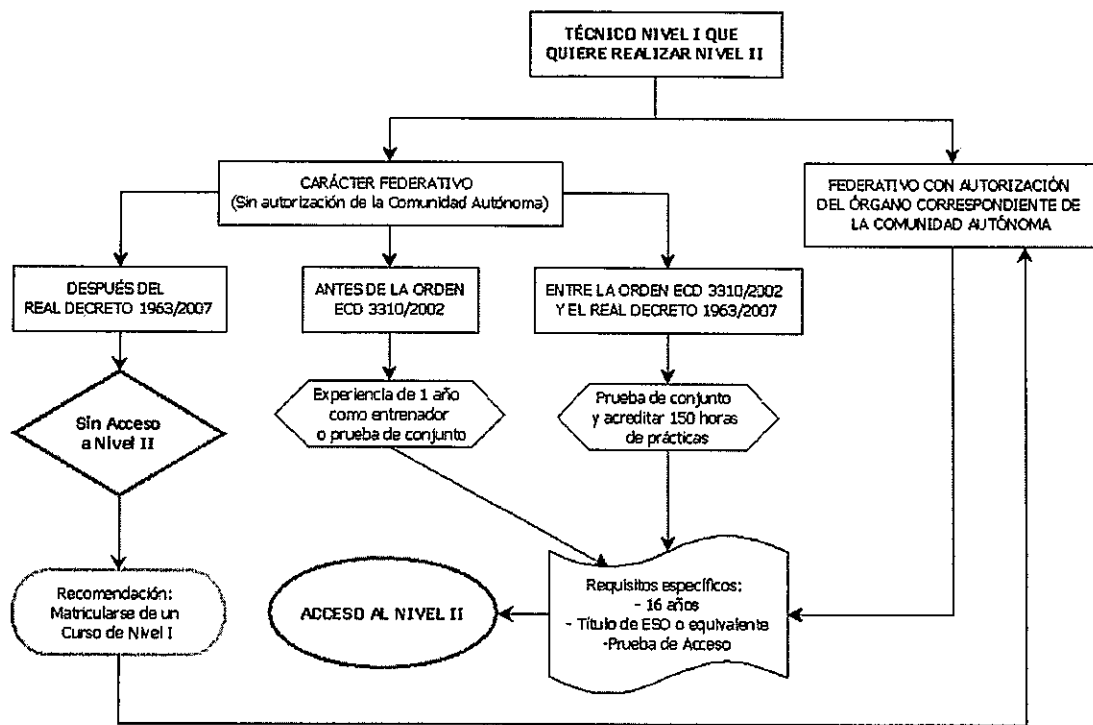 TÉCNICO NIVEL I QUE
QUIERE REALIZAR NIVEL II
CARÁCTER FEDERATIVO
(Sin autorización de la Comunidad Autónoma)
FEDERATIVO CON AUTORIZACIÓN
DEL ÓRGANO CORRESPONDIENTE DE
LA COMUNIDAD AUTÓNOMA
DESPUÉS DEL
REAL DECRETO 1963/2007
ANTES DE LA ORDEN
ECD 3310/2002
ENTRE LA ORDEN ECD 3310/2002
Y EL REAL DECRETO 1963/2007
Sin Acceso
a Nivel II
Experiencia de 1 año
como entrenador
o prueba de conjunto
Prueba de conjunto
y acreditar 150 horas
de prácticas
Recomendación:
Matricularse de un
Curso de Nivel I
ACCESO AL NIVEL II
Requisitos específicos:
- 16 años
- Título de ESO o equivalente
-Prueba de Acceso